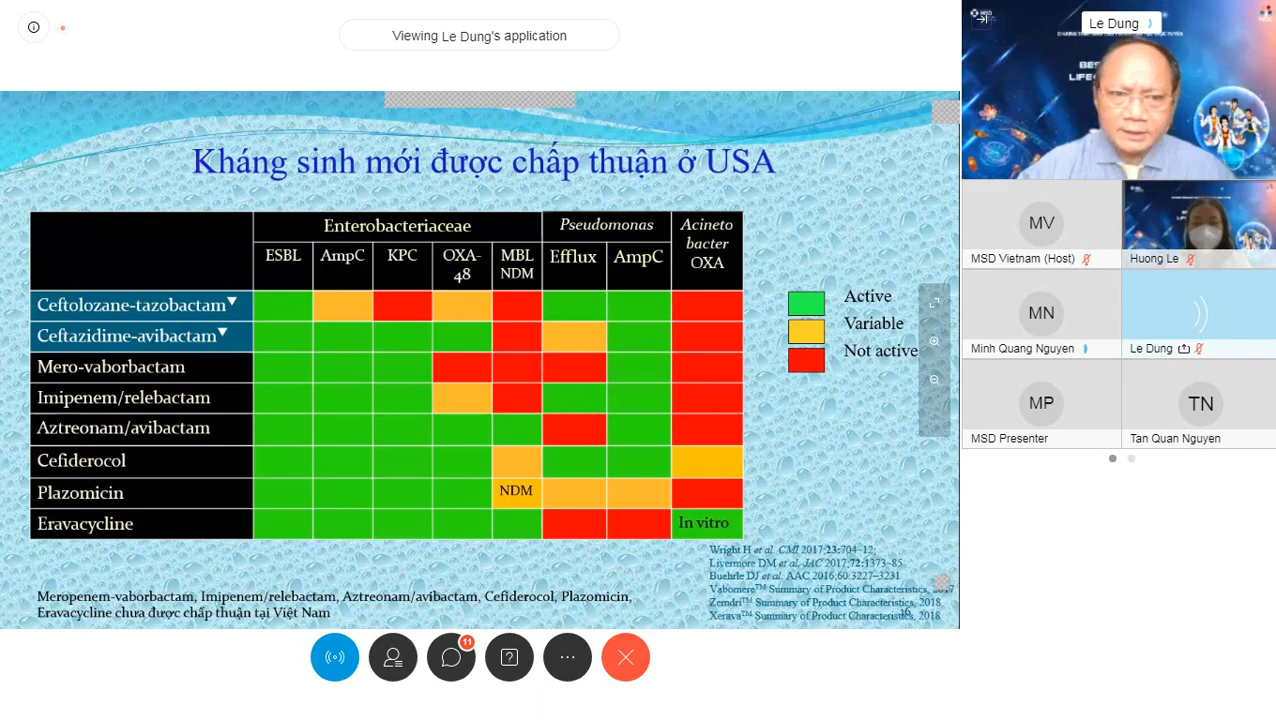 Viewing Le Dung's application
Le Dung
Kháng sinh mới được chấp thuận ở USA
Enterobacteriaceae
Pseudomonas
Acineto
bacter
OXA
ESBL
AmpC
KPC
OXA-
48
MBL
NDM
Efflux
AmpC
Ceftolozane-tazobactam▼
Ceftazidime-avibactam▼
Mero-vaborbactam
Imipenem/relebactam
Aztreonam/avibactam
Cefiderocol
Plazomicin
NDM
Eravacycline
In vitro
Active
Variable
Not active
Wright H et al. CMI 2017;23:704–12;
Livermore DM et al, JAC 2017;72:1373–85
Buehrle DJ et al. AAC 2016;60:3227–3231
Vabomere™ Summary of Product Characteristics, 2017
Zemdri™ Summary of Product Characteristics, 2018
Xerava™ Summary of Product Characteristics, 2018
16
Meropenem-vaborbactam, Imipenem/relebactam, Aztreonam/avibactam, Cefiderocol, Plazomicin,
Eravacycline chưa được chấp thuận tại Việt Nam
MV
MSD Vietnam (Host)
Huong Le
MN
Minh Quang Nguyen
Le Dung
MP
MSD Presenter
TN
Tan Quan Nguyen
11